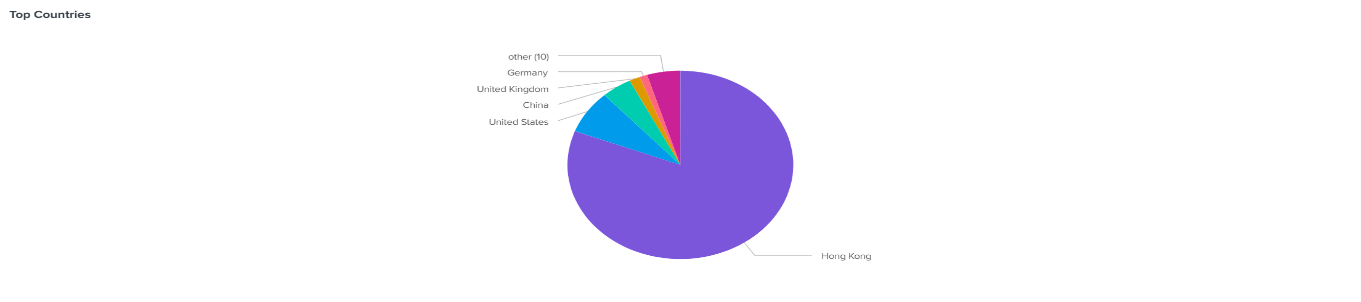 Top Countries
other (10)
Germany
United Kingdom
China
United States
Hong Kong